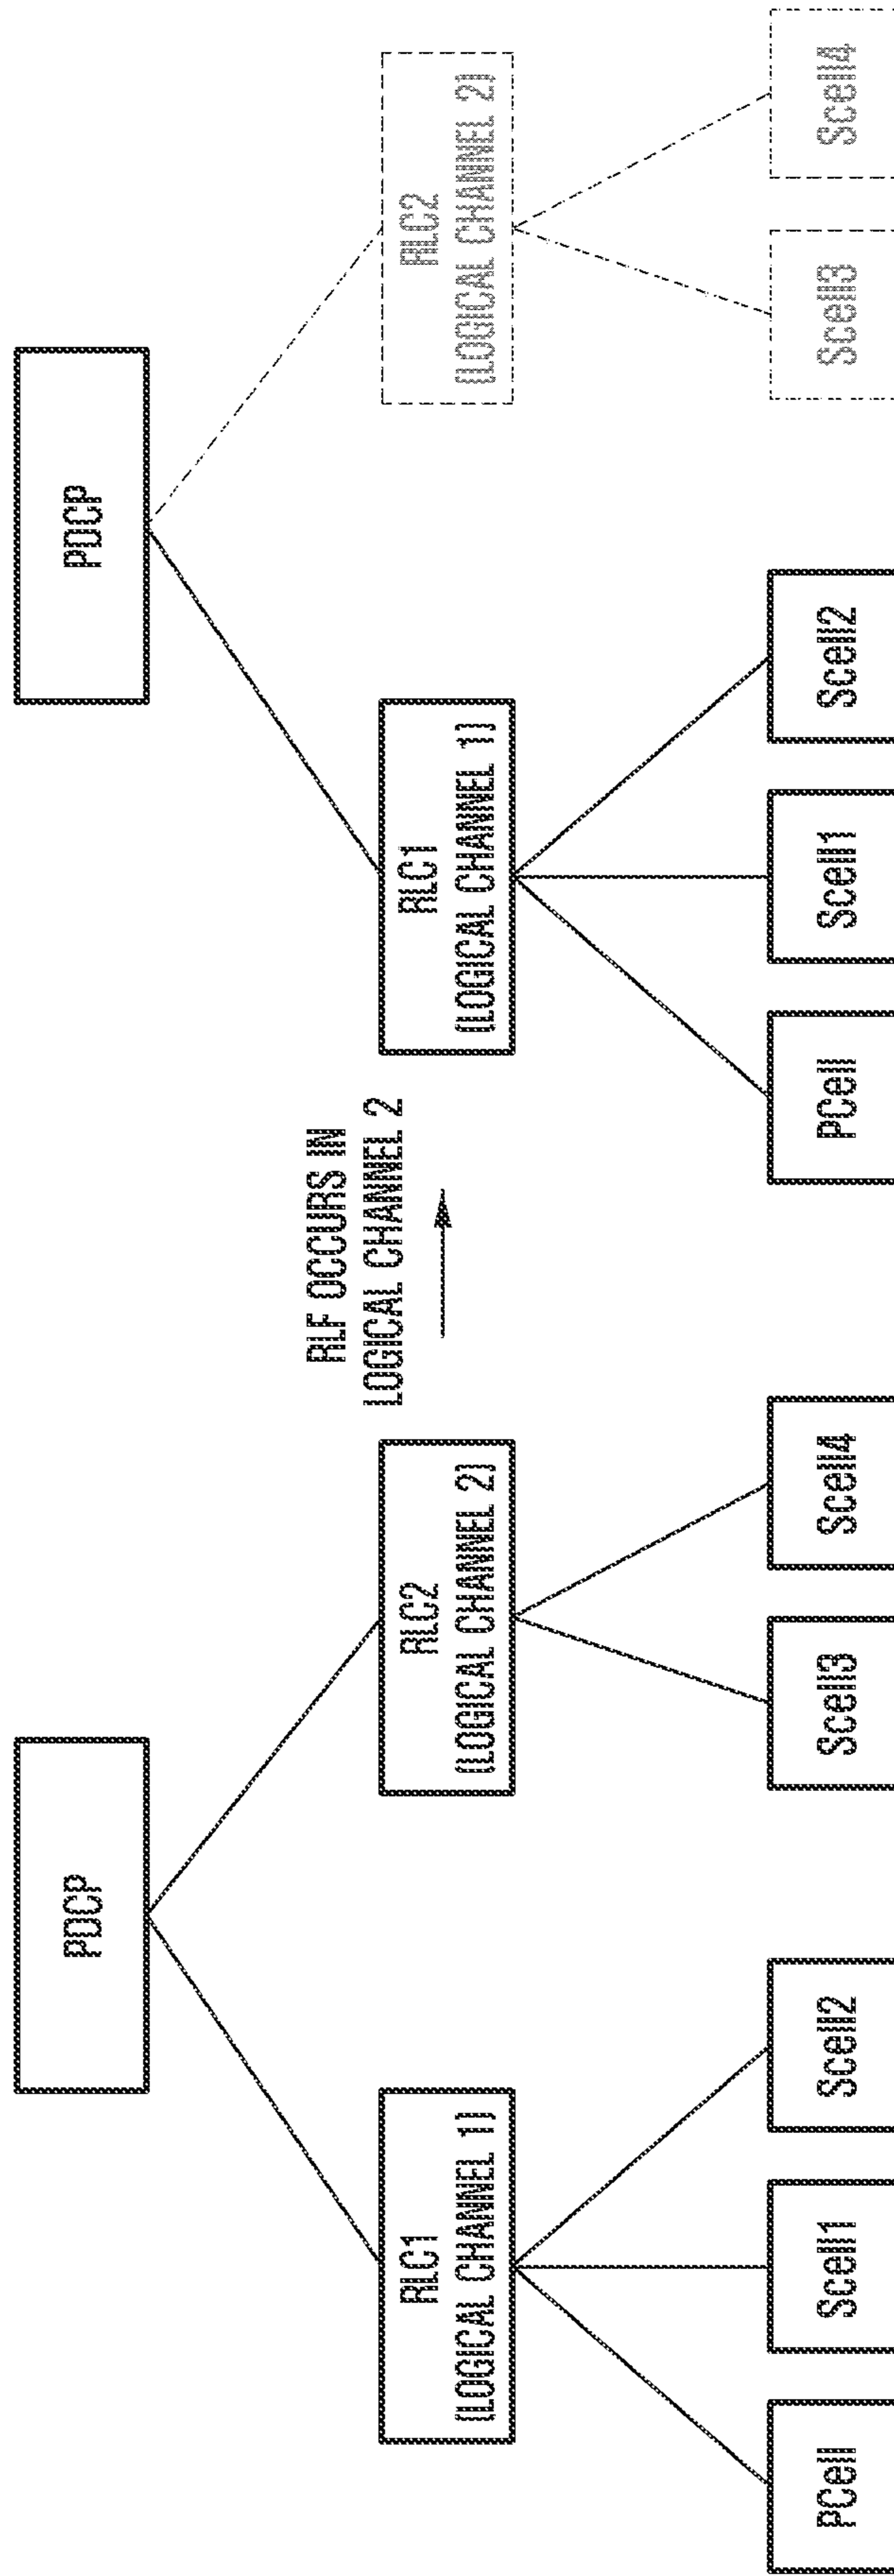 PDCP
RLC1
(LOGICAL CHANNEL 1)
RLC2
(LOGICAL CHANNEL 2)
PCell
Scell1
Scell2
Scell3
Scell4
RLF OCCURS IN
LOGICAL CHANNEL 2
PDCP
RLC1
(LOGICAL CHANNEL 1)
RLC2
(LOGICAL CHANNEL 2)
PCell
Scell1
Scell2
Scell3
Scell4